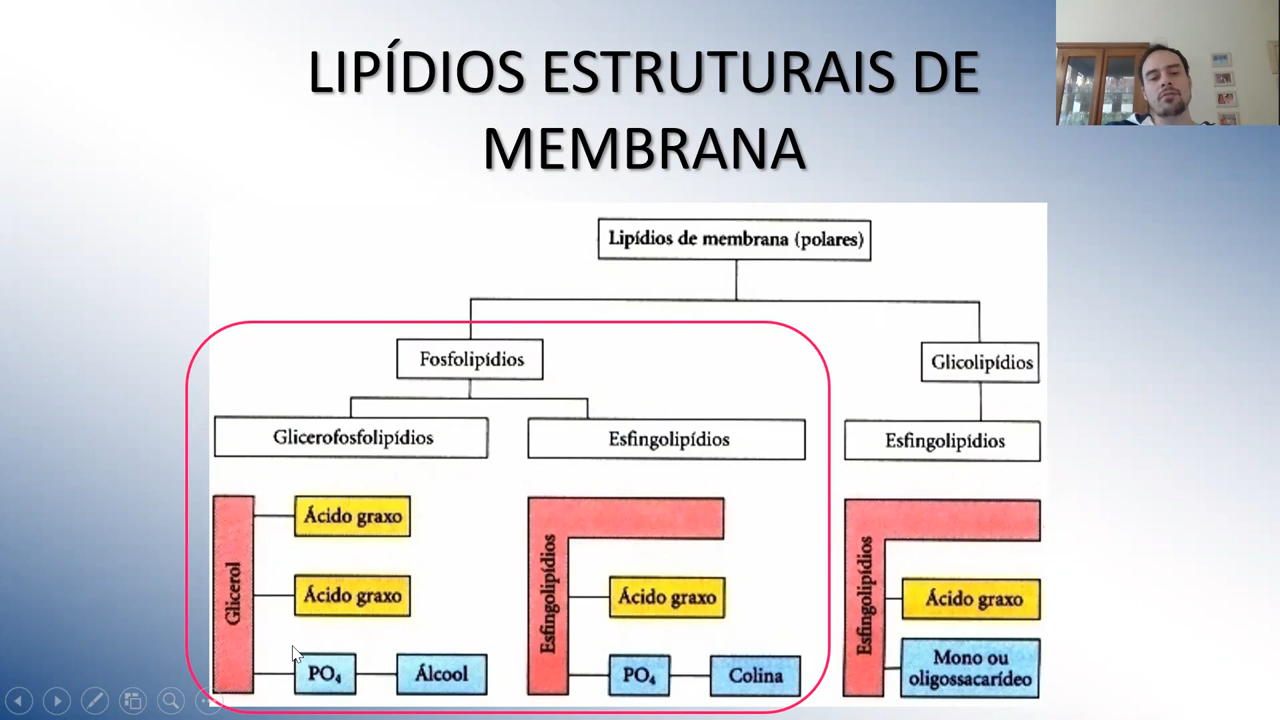 LIPÍDIOS ESTRUTURAIS DE
MEMBRANA
Lipídios de membrana (polares)
Fosfolipídios
Glicolipídios
Glicerofosfolipídios
Esfingolipídios
Esfingolipídios
Glicerol
Ácido graxo
Ácido graxo
PO₄
Álcool
Esfingolipídios
Ácido graxo
PO₄
Colina
Esfingolipídios
Ácido graxo
Mono ou
oligossacarídeo